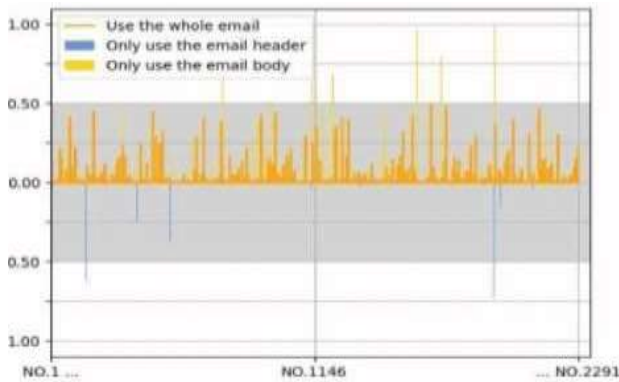 1.00
Use the whole email
Only use the email header
Only use the email body
0.50
0.00
0.50
1.00
NO.1 ...
NO.1146
... NO.2291